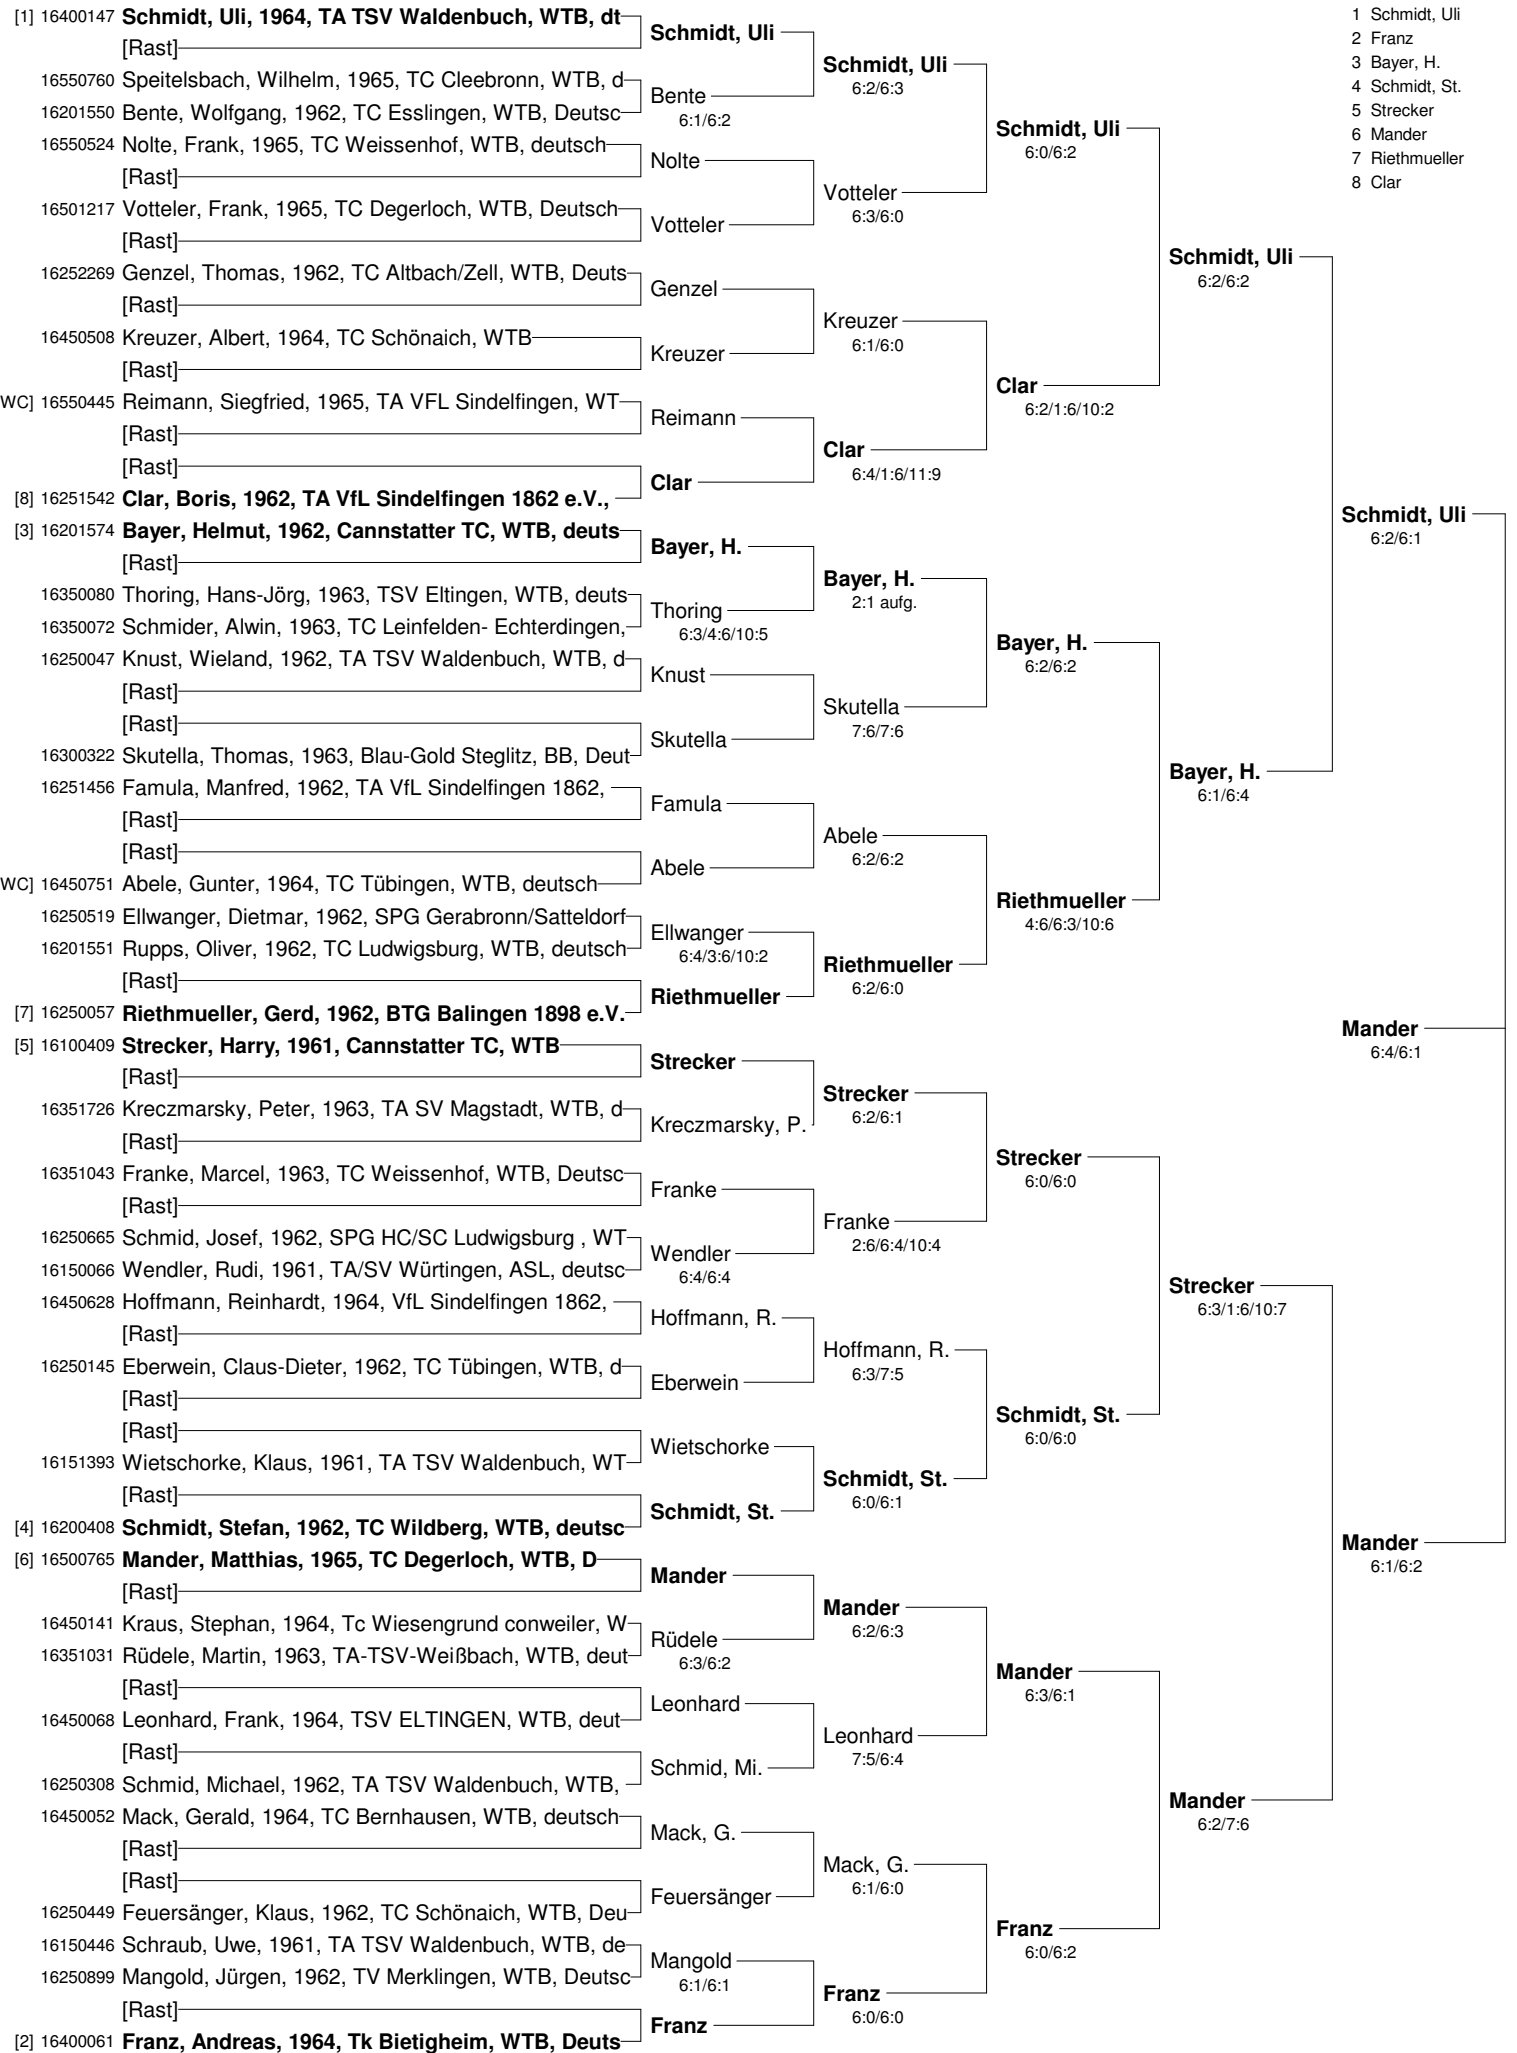 [1] 16400147 Schmidt, Uli, 1964, TA TSV Waldenbuch, WTB, dt
[Rast]
16550760 Speitelsbach, Wilhelm, 1965, TC Cleebronn, WTB, d
16201550 Bente, Wolfgang, 1962, TC Esslingen, WTB, Deutsc
16550524 Nolte, Frank, 1965, TC Weissenhof, WTB, deutsch
[Rast]
16501217 Votteler, Frank, 1965, TC Degerloch, WTB, Deutsch
[Rast]
16252269 Genzel, Thomas, 1962, TC Altbach/Zell, WTB, Deuts
[Rast]
16450508 Kreuzer, Albert, 1964, TC Schönaich, WTB
[Rast]
WC] 16550445 Reimann, Siegfried, 1965, TA VFL Sindelfingen, WT
[Rast]
[Rast]
[8] 16251542 Clar, Boris, 1962, TA VfL Sindelfingen 1862 e.V.,
[3] 16201574 Bayer, Helmut, 1962, Cannstatter TC, WTB, deuts
[Rast]
16350080 Thoring, Hans-Jörg, 1963, TSV Eltingen, WTB, deuts
16350072 Schmider, Alwin, 1963, TC Leinfelden- Echterdingen,
16250047 Knust, Wieland, 1962, TA TSV Waldenbuch, WTB, d
[Rast]
[Rast]
16300322 Skutella, Thomas, 1963, Blau-Gold Steglitz, BB, Deut
16251456 Famula, Manfred, 1962, TA VfL Sindelfingen 1862,
[Rast]
[Rast]
WC] 16450751 Abele, Gunter, 1964, TC Tübingen, WTB, deutsch
16250519 Ellwanger, Dietmar, 1962, SPG Gerabronn/Satteldorf
16201551 Rupps, Oliver, 1962, TC Ludwigsburg, WTB, deutsch
[Rast]
[7] 16250057 Riethmueller, Gerd, 1962, BTG Balingen 1898 e.V.
[5] 16100409 Strecker, Harry, 1961, Cannstatter TC, WTB
[Rast]
16351726 Kreczmarsky, Peter, 1963, TA SV Magstadt, WTB, d
[Rast]
16351043 Franke, Marcel, 1963, TC Weissenhof, WTB, Deutsc
[Rast]
16250665 Schmid, Josef, 1962, SPG HC/SC Ludwigsburg , WT
16150066 Wendler, Rudi, 1961, TA/SV Würtingen, ASL, deutsc
16450628 Hoffmann, Reinhardt, 1964, VfL Sindelfingen 1862,
[Rast]
16250145 Eberwein, Claus-Dieter, 1962, TC Tübingen, WTB, d
[Rast]
[Rast]
16151393 Wietschorke, Klaus, 1961, TA TSV Waldenbuch, WT
[Rast]
[4] 16200408 Schmidt, Stefan, 1962, TC Wildberg, WTB, deutsc
[6] 16500765 Mander, Matthias, 1965, TC Degerloch, WTB, D
[Rast]
16450141 Kraus, Stephan, 1964, Tc Wiesengrund conweiler, W
16351031 Rüdele, Martin, 1963, TA-TSV-Weißbach, WTB, deut
[Rast]
16450068 Leonhard, Frank, 1964, TSV ELTINGEN, WTB, deut
[Rast]
16250308 Schmid, Michael, 1962, TA TSV Waldenbuch, WTB,
16450052 Mack, Gerald, 1964, TC Bernhausen, WTB, deutsch
[Rast]
[Rast]
16250449 Feuersänger, Klaus, 1962, TC Schönaich, WTB, Deu
16150446 Schraub, Uwe, 1961, TA TSV Waldenbuch, WTB, de
16250899 Mangold, Jürgen, 1962, TV Merklingen, WTB, Deutsc
[Rast]
[2] 16400061 Franz, Andreas, 1964, Tk Bietigheim, WTB, Deuts
Schmidt, Uli
Bente
6:1/6:2
Nolte
Votteler
Genzel
Kreuzer
Reimann
Clar
Bayer, H.
Thoring
6:3/4:6/10:5
Knust
Skutella
Famula
Abele
Ellwanger
6:4/3:6/10:2
Riethmueller
Strecker
Kreczmarsky, P.
Franke
Wendler
6:4/6:4
Hoffmann, R.
Eberwein
Wietschorke
Schmidt, St.
Mander
Rüdele
6:3/6:2
Leonhard
Schmid, Mi.
Mack, G.
Feuersänger
Mangold
6:1/6:1
Franz
Schmidt, Uli
6:2/6:3
Votteler
6:3/6:0
Kreuzer
6:1/6:0
Clar
6:4/1:6/11:9
Bayer, H.
2:1 aufg.
Skutella
7:6/7:6
Abele
6:2/6:2
Riethmueller
6:2/6:0
Strecker
6:2/6:1
Franke
2:6/6:4/10:4
Hoffmann, R.
6:3/7:5
Schmidt, St.
6:0/6:1
Mander
6:2/6:3
Leonhard
7:5/6:4
Mack, G.
6:1/6:0
Franz
6:0/6:0
Schmidt, Uli
6:0/6:2
Clar
6:2/1:6/10:2
Bayer, H.
6:2/6:2
Riethmueller
4:6/6:3/10:6
Strecker
6:0/6:0
Schmidt, St.
6:0/6:0
Mander
6:3/6:1
Franz
6:0/6:2
Schmidt, Uli
6:2/6:2
Bayer, H.
6:1/6:4
Strecker
6:3/1:6/10:7
Mander
6:2/7:6
Schmidt, Uli
6:2/6:1
Mander
6:4/6:1
Mander
6:1/6:2
1 Schmidt, Uli
2 Franz
3 Bayer, H.
4 Schmidt, St.
5 Strecker
6 Mander
7 Riethmueller
8 Clar